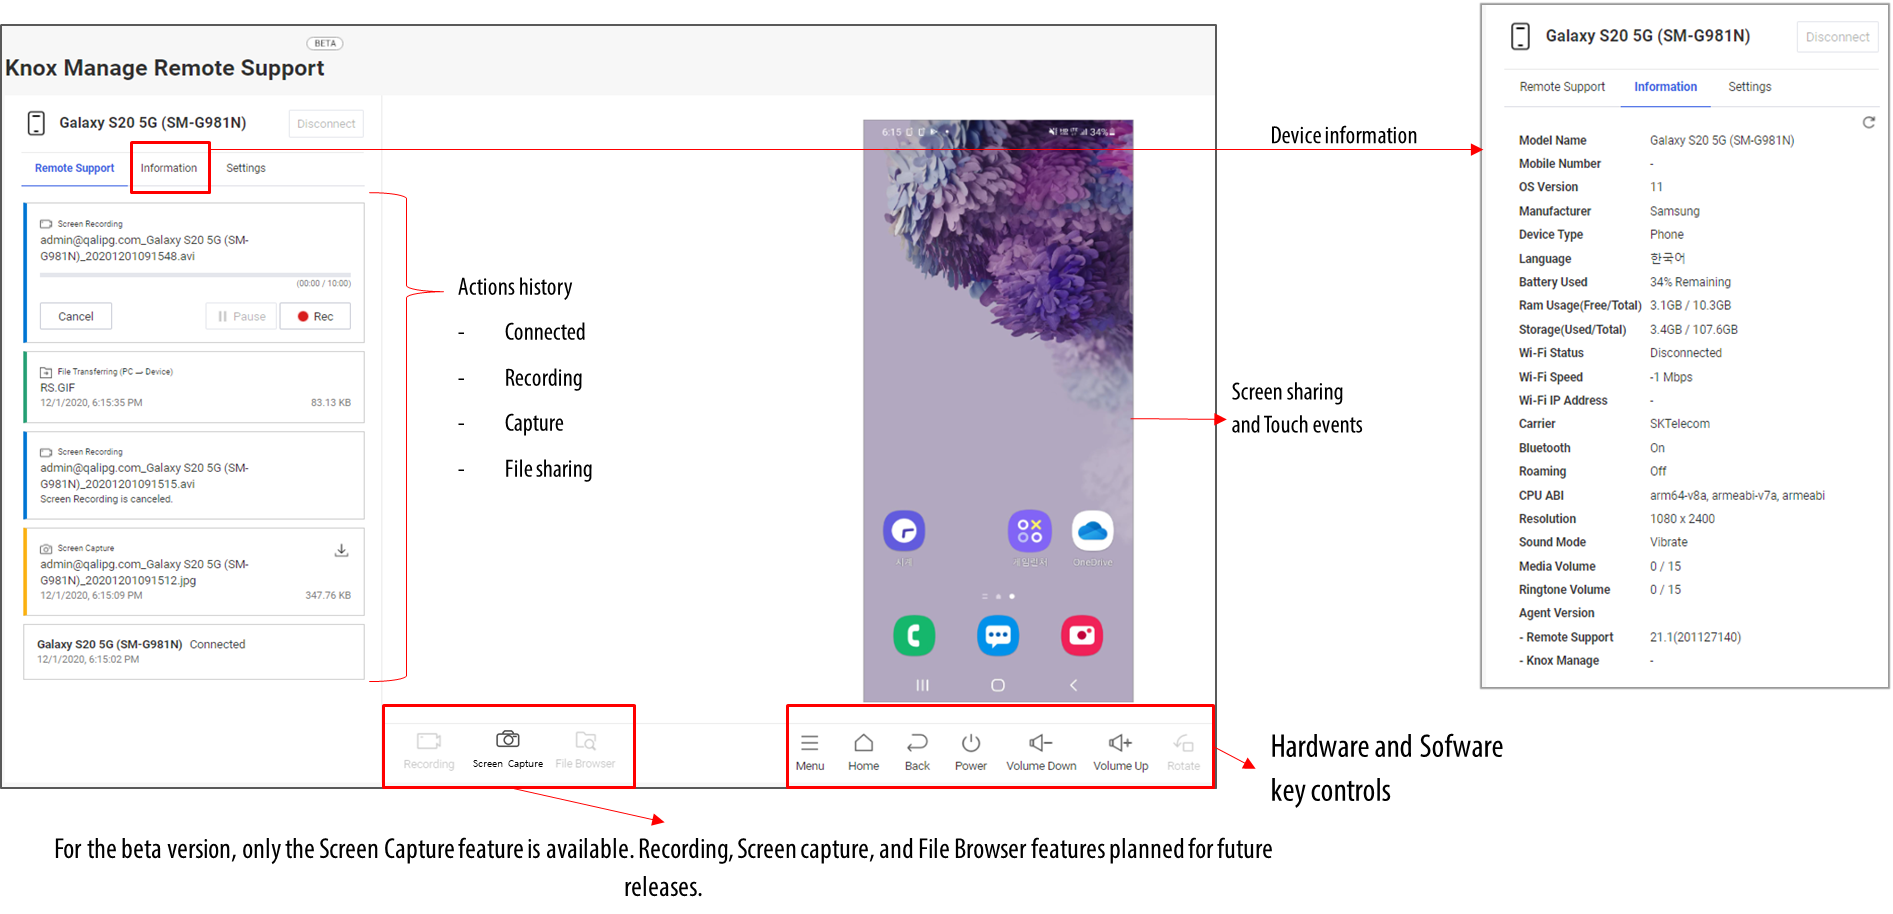 BETA
Knox Manage Remote Support
Galaxy S20 5G (SM-G981N)
Disconnect
Remote Support
Information
Settings
Screen Recording
admin@qalipg.com_Galaxy S20 5G (SM-
G981N)_20201201091548.avi
(00:00 / 10:00)
Cancel
Pause
Rec
File Transferring (PC → Device)
RS.GIF
12/1/2020, 6:15:35 PM
83.13 KB
Screen Recording
admin@qalipg.com_Galaxy S20 5G (SM-
G981N)_20201201091515.avi
Screen Recording is canceled.
Screen Capture
admin@qalipg.com_Galaxy S20 5G (SM-
G981N)_20201201091512.jpg
12/1/2020, 6:15:09 PM
347.76 KB
Galaxy S20 5G (SM-G981N) Connected
12/1/2020, 6:15:02 PM
Actions history
- Connected
- Recording
- Capture
- File sharing
6:15
34%
시계
게임런처
OneDrive
Screen sharing
and Touch events
Device information
Recording
Screen Capture
File Browser
Menu
Home
Back
Power
Volume Down
Volume Up
Rotate
Hardware and Sofware
key controls
For the beta version, only the Screen Capture feature is available. Recording, Screen capture, and File Browser features planned for future
releases.
Galaxy S20 5G (SM-G981N)
Disconnect
Remote Support
Information
Settings
Model Name Galaxy S20 5G (SM-G981N)
Mobile Number -
OS Version 11
Manufacturer Samsung
Device Type Phone
Language 한국어
Battery Used 34% Remaining
Ram Usage(Free/Total) 3.1GB / 10.3GB
Storage(Used/Total) 3.4GB / 107.6GB
Wi-Fi Status Disconnected
Wi-Fi Speed -1 Mbps
Wi-Fi IP Address -
Carrier SKTelecom
Bluetooth On
Roaming Off
CPU ABI arm64-v8a, armeabi-v7a, armeabi
Resolution 1080 x 2400
Sound Mode Vibrate
Media Volume 0 / 15
Ringtone Volume 0 / 15
Agent Version
- Remote Support 21.1(201127140)
- Knox Manage -